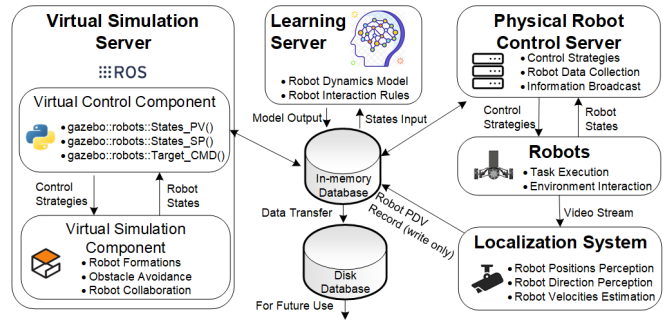 Virtual Simulation
Server
ROS
Virtual Control Component
• gazebo::robots::States_PV()
• gazebo::robots::States_SP()
• gazebo::robots::Target_CMD()
Control
Strategies
Robot
States
Virtual Simulation
Component
• Robot Formations
• Obstacle Avoidance
• Robot Collaboration
Learning
Server
• Robot Dynamics Model
• Robot Interaction Rules
Model Output
States Input
In-memory
Database
Data Transfer
Robot PDV
Record (write only)
Disk
Database
For Future Use
Physical Robot
Control Server
• Control Strategies
• Robot Data Collection
• Information Broadcast
Control
Strategies
Robot
States
Robots
• Task Execution
• Environment Interaction
Video Stream
Localization System
• Robot Positions Perception
• Robot Direction Perception
• Robot Velocities Estimation